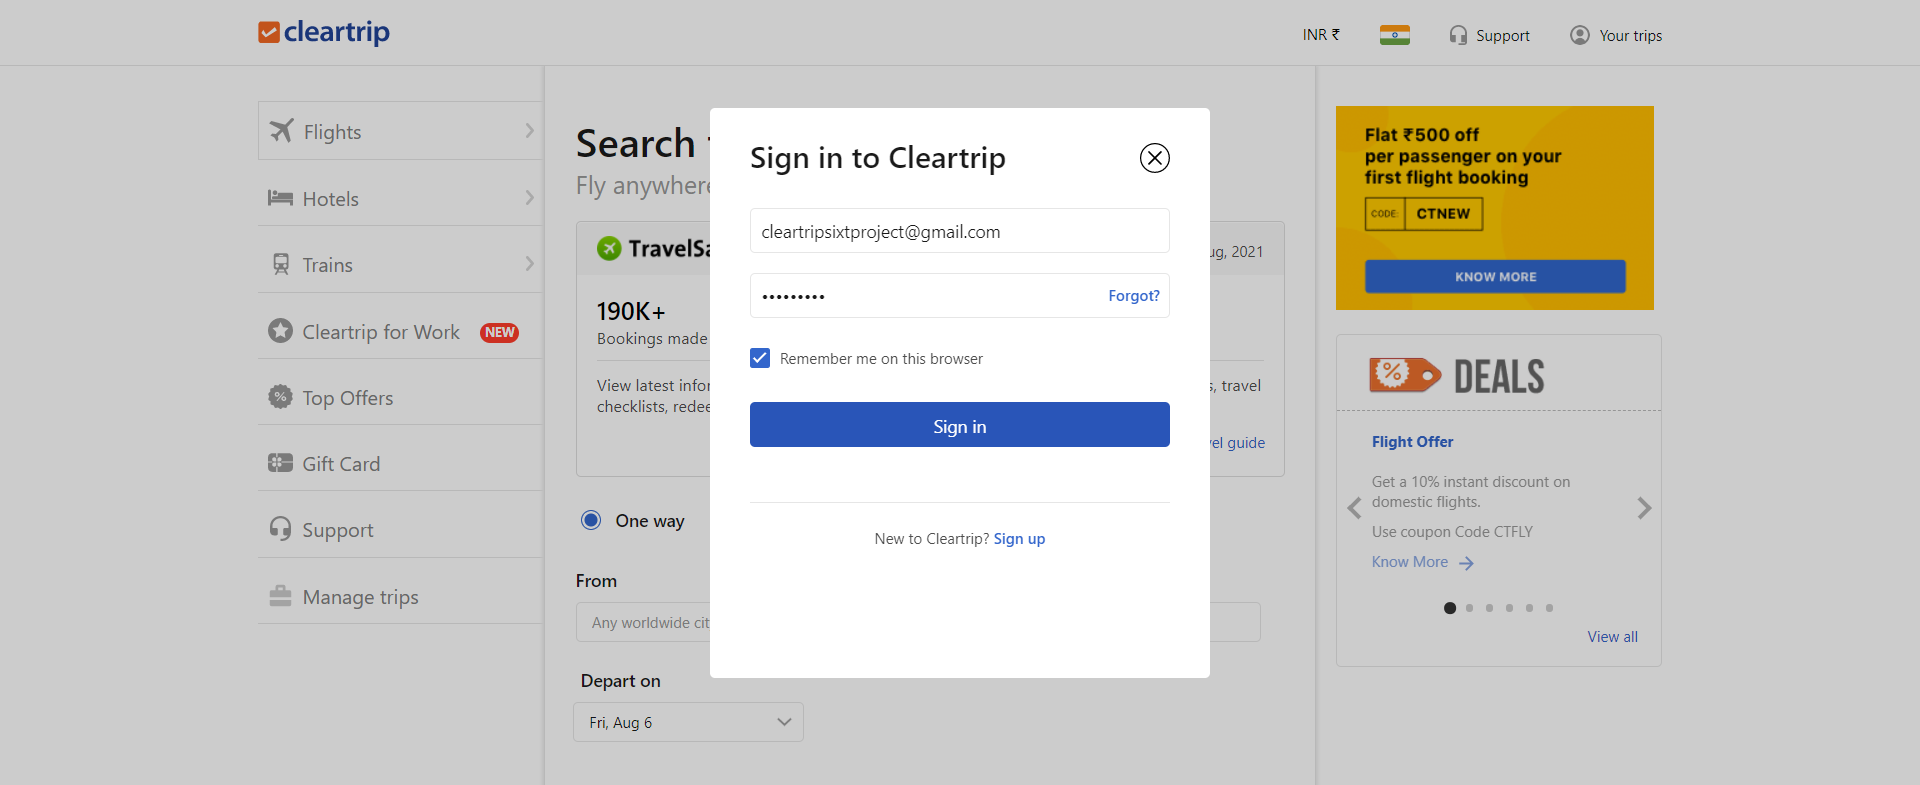 cleartrip
INR ₹
Support
Your trips
Flights
Hotels
Trains
Cleartrip for Work NEW
Top Offers
Gift Card
Support
Manage trips
Search
Fly anywhere
TravelSa
ug, 2021
190K+
Bookings made
View latest infor
s, travel
checklists, redee
vel guide
One way
From
Any worldwide cit
Depart on
Fri, Aug 6
Sign in to Cleartrip
cleartripsixtproject@gmail.com
••••••••• Forgot?
Remember me on this browser
Sign in
New to Cleartrip? Sign up
Flat ₹500 off
per passenger on your
first flight booking
CODE: CTNEW
KNOW MORE
% DEALS
Flight Offer
Get a 10% instant discount on
domestic flights.
Use coupon Code CTFLY
Know More
View all